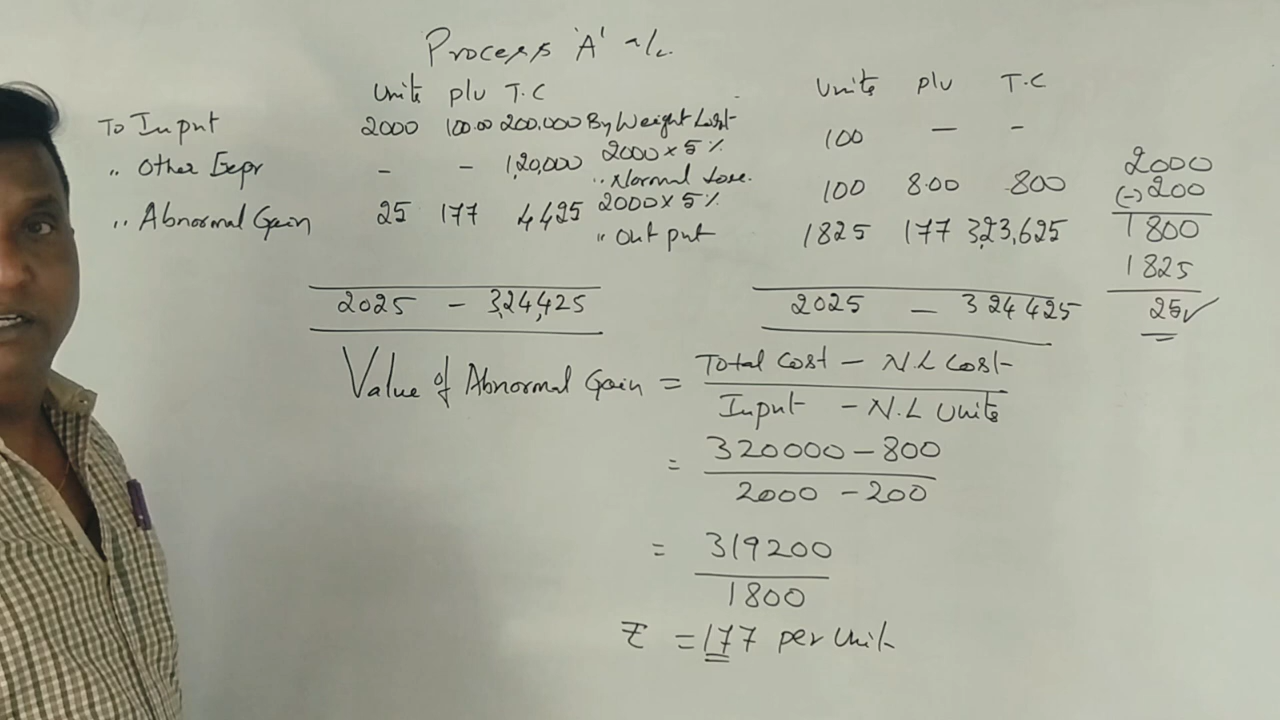 Process 'A' a/c.
Units p/u T.C Units p/u T.C
To Input 2000 100.00 200,000 By Weight Lost 100 — -
,, Other Expr - - 1,20,000 2000 x 5 %
,, Normal Loss. 100 8.00 800
,, Abnormal Gain 25 177 4425 2000 x 5 %
,, Out put 1825 177 3,23,625
2025 - 3,24,425 2025 — 3 24 425
2000
(-) 200
1800
1825
25✓
Value of Abnormal Gain = Total Cost - N.L Cost
Input - N.L Units
= 320000 - 800
2000 - 200
= 319200
1800
₹ = 177 per Unit